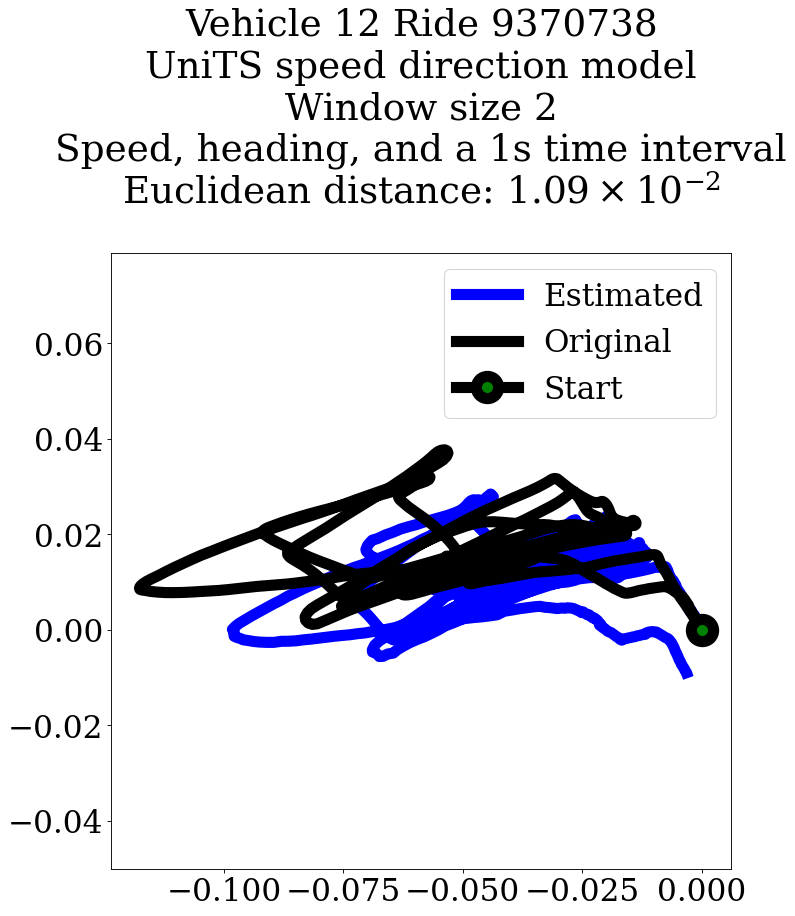 Vehicle 12 Ride 9370738
UniTS speed direction model
Window size 2
Speed, heading, and a 1s time interval
Euclidean distance: 1.09 × 10⁻²
Estimated
Original
Start
0.06
0.04
0.02
0.00
−0.02
−0.04
−0.100 −0.075 −0.050 −0.025 0.000